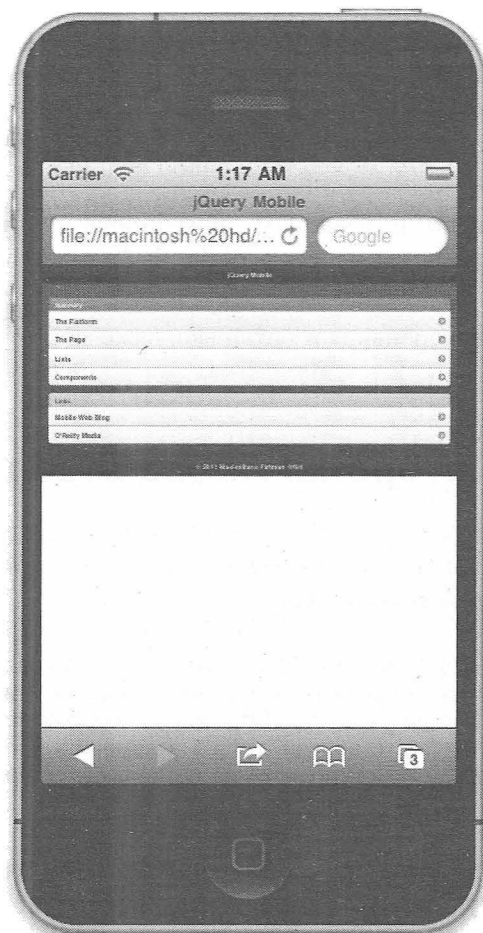 Carrier 1:17 AM
jQuery Mobile
file://macintosh%20hd/... Google
jQuery Mobile
Summary
The Platform
The Page
Lists
Components
Links
Mobile Web Blog
O'Reilly Media
© 2011
3